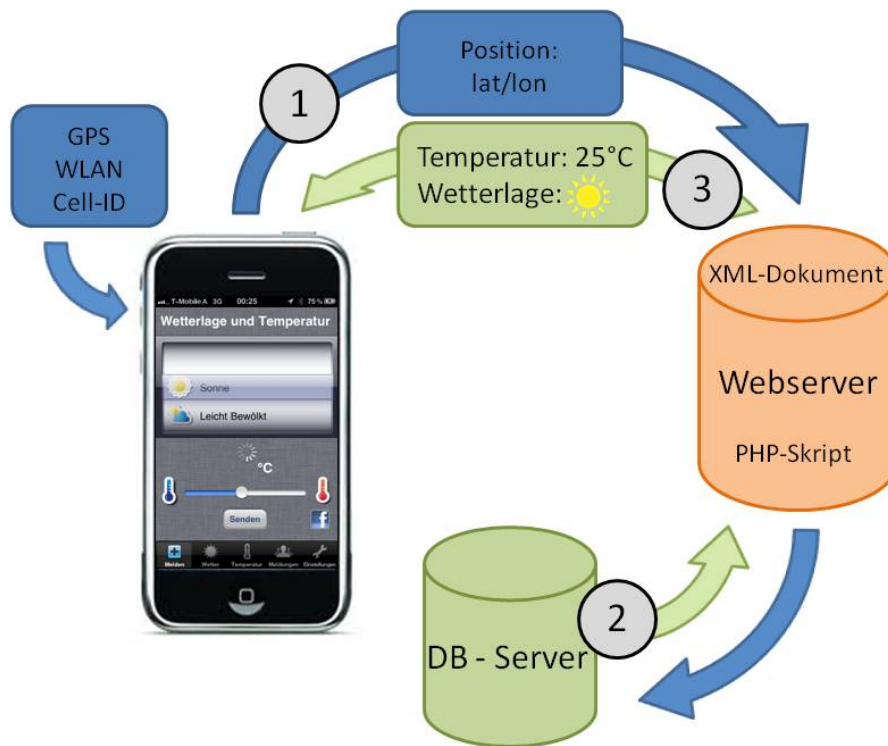 Position:
lat/lon
1
GPS
WLAN
Cell-ID
Temperatur: 25°C
Wetterlage:
3
T-Mobile A 3G 00:25 75 %
Wetterlage und Temperatur
Sonne
Leicht Bewölkt
°C
Senden
f
Melden Wetter Temperatur Meldungen Einstellungen
XML-Dokument
Webserver
PHP-Skript
DB - Server
2